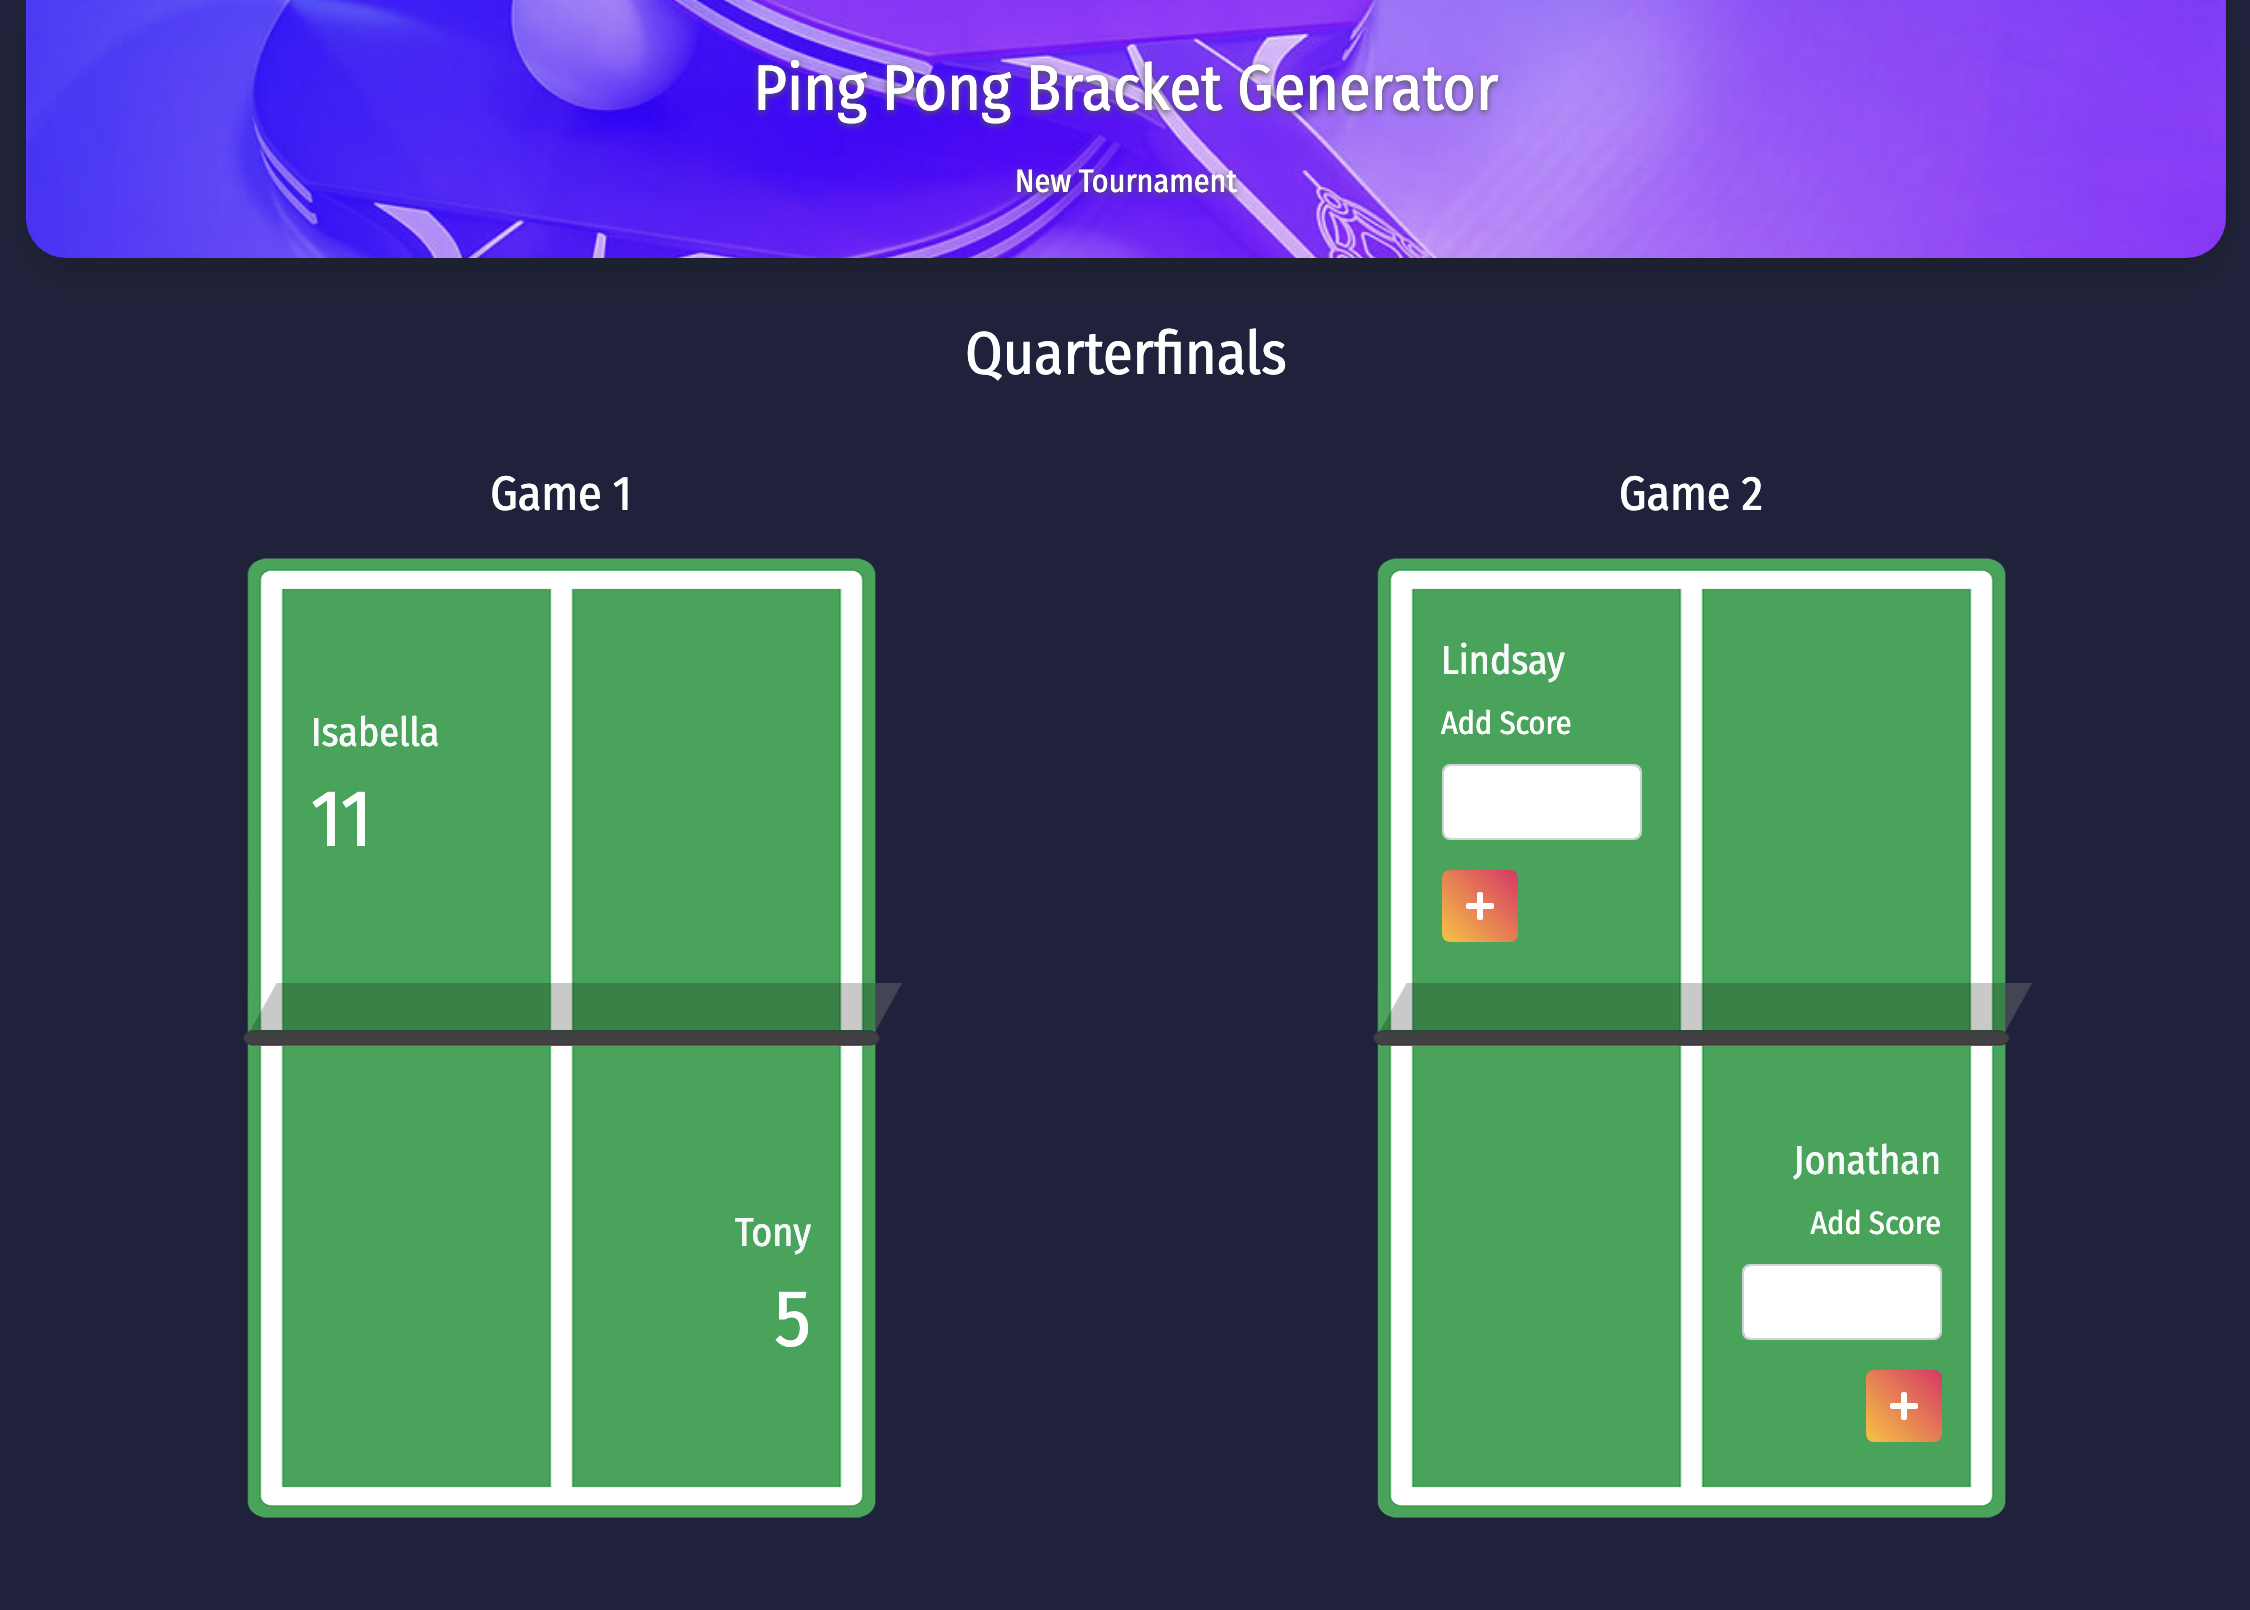 Ping Pong Bracket Generator
New Tournament
Quarterfinals
Game 1
Isabella
11
Tony
5
Game 2
Lindsay
Add Score
+
Jonathan
Add Score
+